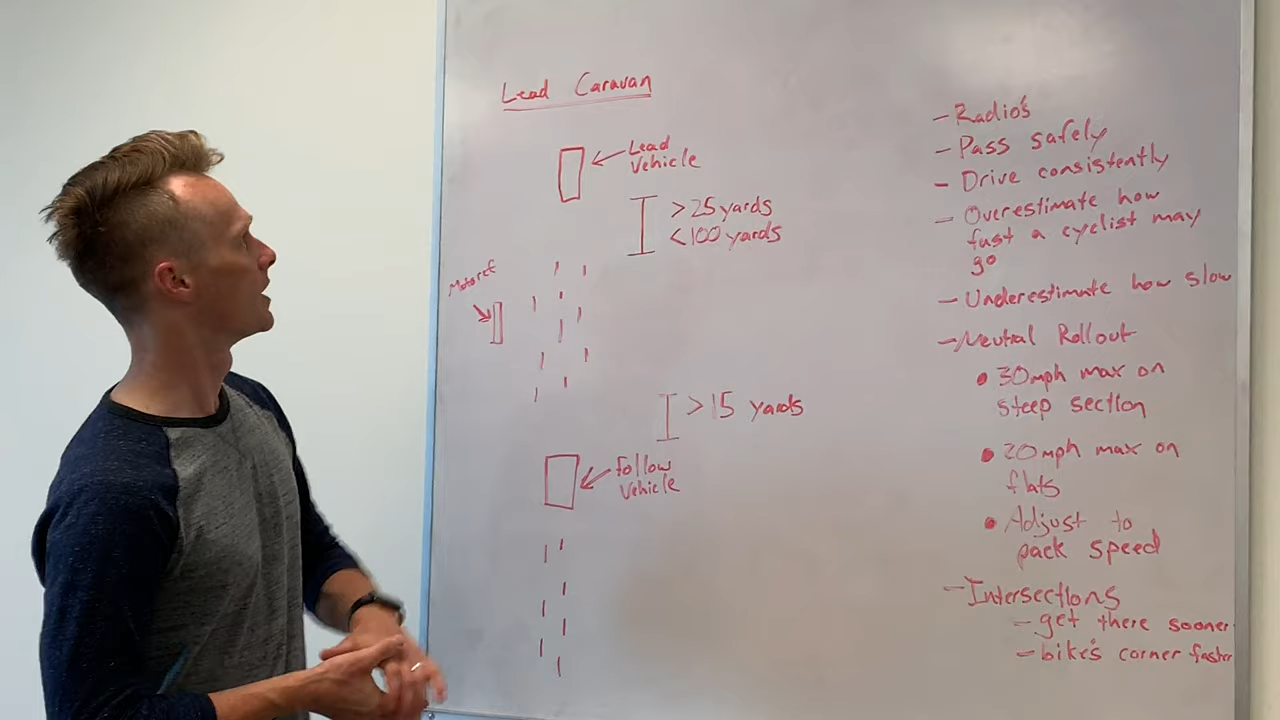 Lead Caravan
Lead
Vehicle
> 25 yards
< 100 yards
Motoref
> 15 yards
Follow
Vehicle
- Radio's
- Pass safely
- Drive consistently
- Overestimate how
fast a cyclist may
go
- Underestimate how slow
- Neutral Rollout
• 30mph max on
steep section
• 20mph max on
flats
• Adjust to
pack speed
- Intersections
- get there sooner
- bike's corner faster